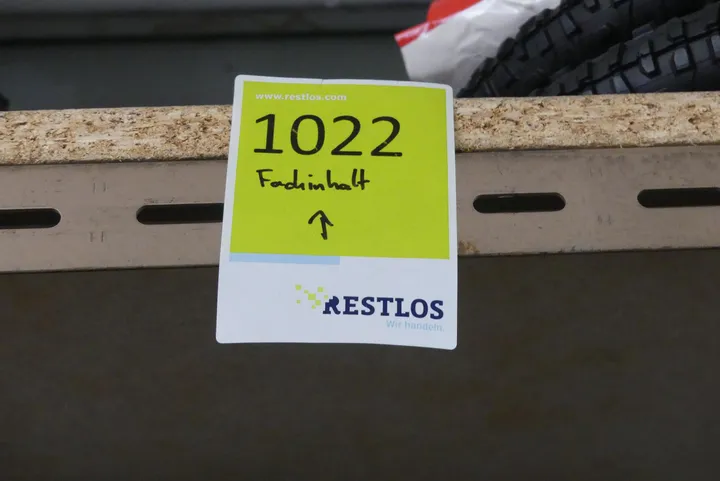 www.restlos.com
1022
Fachinhalt
↑
RESTLOS
Wir handeln.